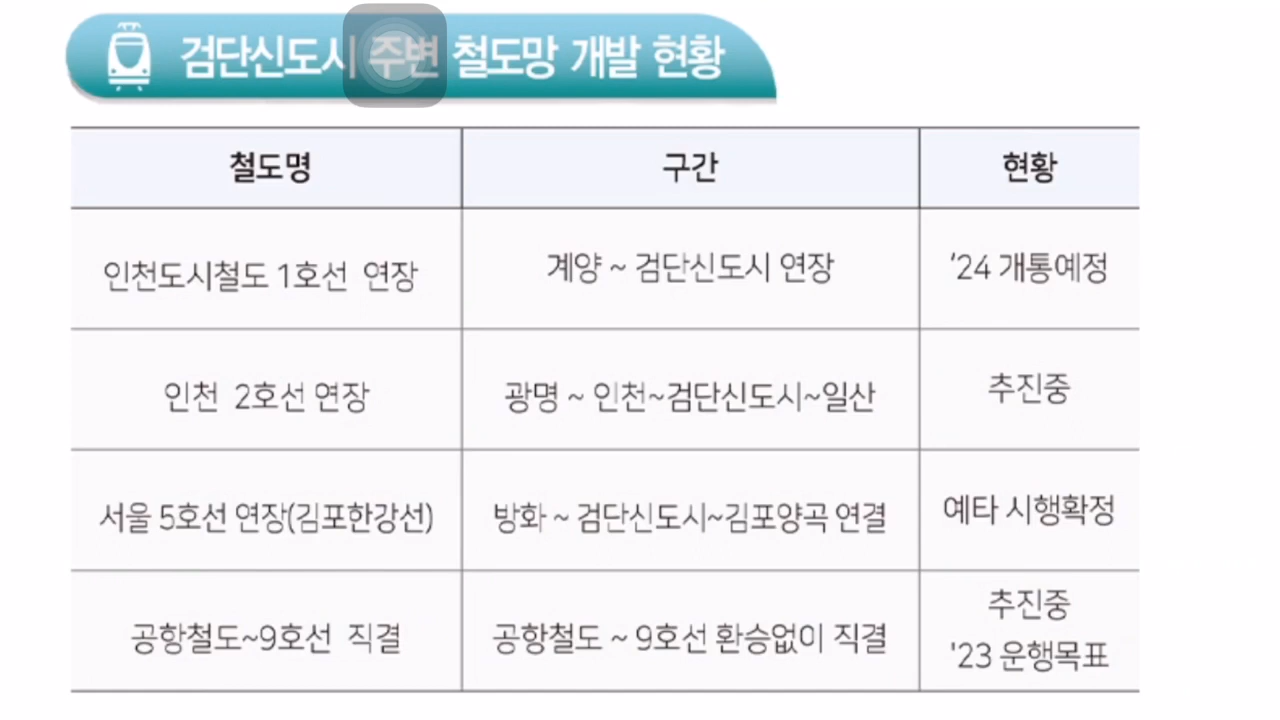 검단신도시 주변 철도망 개발 현황
철도명 구간 현황
인천도시철도 1호선 연장 계양 ~ 검단신도시 연장 '24 개통예정
인천 2호선 연장 광명 ~ 인천~검단신도시~일산 추진중
서울 5호선 연장(김포한강선) 방화 ~ 검단신도시~김포양곡 연결 예타 시행확정
공항철도~9호선 직결 공항철도 ~ 9호선 환승없이 직결 추진중
'23 운행목표